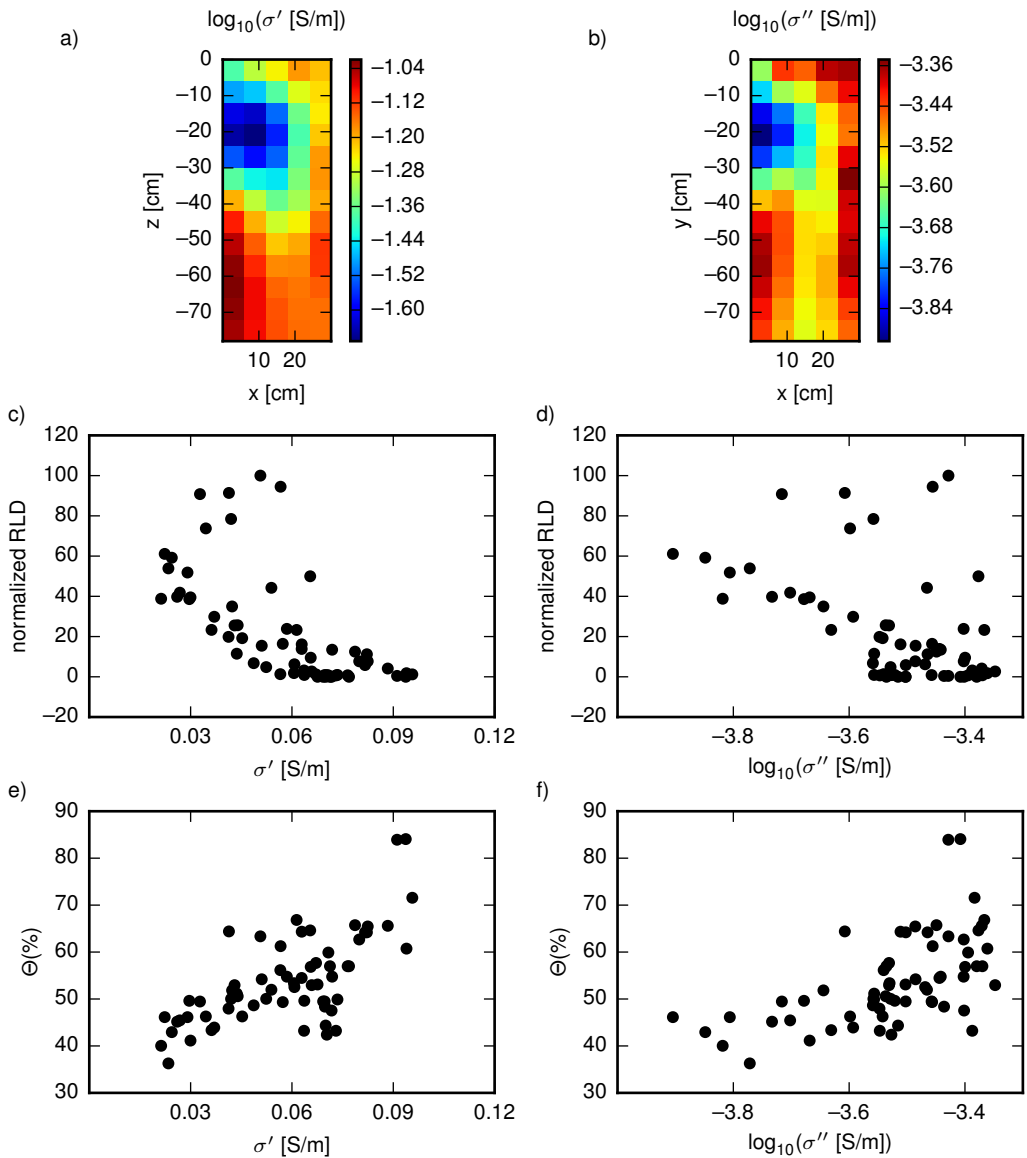 log₁₀(σ′ [S/m])
log₁₀(σ″ [S/m])
a)
b)
0
−10
−20
−30
−40
−50
−60
−70
z [cm]
10 20
x [cm]
−1.04
−1.12
−1.20
−1.28
−1.36
−1.44
−1.52
−1.60
0
−10
−20
−30
−40
−50
−60
−70
y [cm]
10 20
x [cm]
−3.36
−3.44
−3.52
−3.60
−3.68
−3.76
−3.84
c)
120
100
80
60
40
20
0
−20
normalized RLD
0.03 0.06 0.09 0.12
σ′ [S/m]
d)
120
100
80
60
40
20
0
−20
normalized RLD
−3.8 −3.6 −3.4
log₁₀(σ″ [S/m])
e)
90
80
70
60
50
40
30
Θ(%)
0.03 0.06 0.09 0.12
σ′ [S/m]
f)
90
80
70
60
50
40
30
Θ(%)
−3.8 −3.6 −3.4
log₁₀(σ″ [S/m])